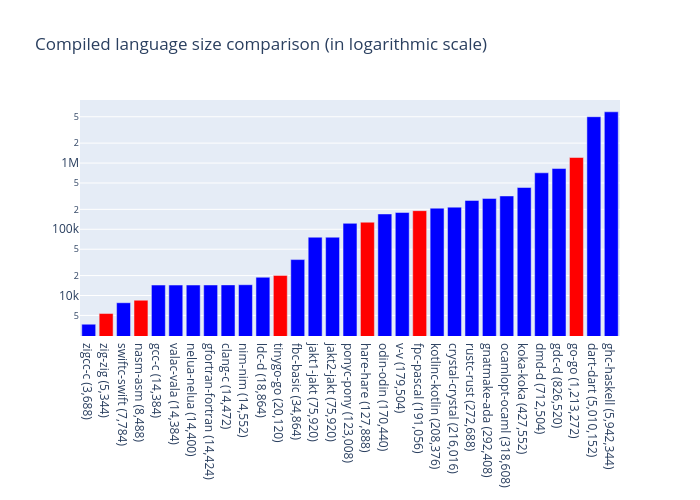 Compiled language size comparison (in logarithmic scale)
5
2
1M
5
2
100k
5
2
10k
5
zigcc-c (3,688)
zig-zig (5,344)
swiftc-swift (7,784)
nasm-nasm (8,488)
gcc-c (14,384)
valac-vala (14,384)
nelua-nelua (14,400)
gfortran-fortran (14,424)
clang-c (14,472)
nim-nim (14,552)
ldc-d (18,864)
tinygo-go (20,120)
fbc-basic (34,864)
jakt1-jakt (75,920)
jakt2-jakt (75,920)
ponyc-pony (123,008)
hare-hare (127,888)
odin-odin (170,440)
v-v (179,504)
fpc-pascal (191,056)
kotlinc-kotlin (208,376)
crystal-crystal (216,016)
rustc-rust (272,688)
gnatmake-ada (292,408)
ocamlopt-ocaml (318,608)
koka-koka (427,552)
dmd-d (712,504)
gdc-d (826,520)
go-go (1,213,272)
dart-dart (5,010,152)
ghc-haskell (5,942,344)